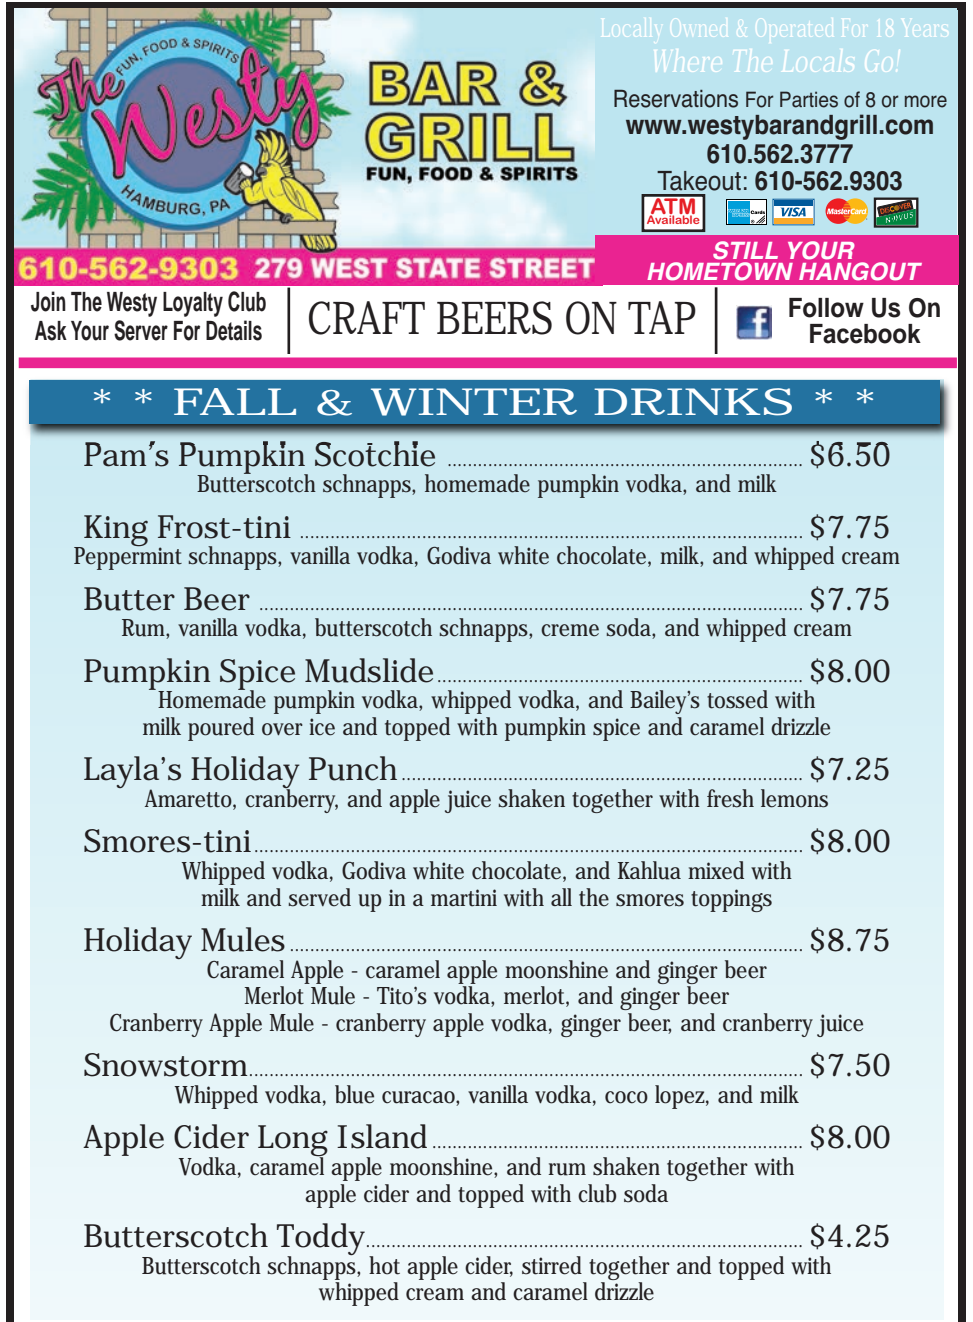 The Westy
FUN, FOOD & SPIRITS
HAMBURG, PA
BAR &
GRILL
FUN, FOOD & SPIRITS
610-562-9303 279 WEST STATE STREET
Locally Owned & Operated For 18 Years
Where The Locals Go!
Reservations For Parties of 8 or more
www.westybarandgrill.com
610.562.3777
Takeout: 610-562.9303
ATM
Available
Cards
VISA
MasterCard
DISCOVER
NOVUS
STILL YOUR
HOMETOWN HANGOUT
Join The Westy Loyalty Club
Ask Your Server For Details
CRAFT BEERS ON TAP
f
Follow Us On
Facebook
* * FALL & WINTER DRINKS * *
Pam's Pumpkin Scotchie $6.50
Butterscotch schnapps, homemade pumpkin vodka, and milk
King Frost-tini $7.75
Peppermint schnapps, vanilla vodka, Godiva white chocolate, milk, and whipped cream
Butter Beer $7.75
Rum, vanilla vodka, butterscotch schnapps, creme soda, and whipped cream
Pumpkin Spice Mudslide $8.00
Homemade pumpkin vodka, whipped vodka, and Bailey's tossed with
milk poured over ice and topped with pumpkin spice and caramel drizzle
Layla's Holiday Punch $7.25
Amaretto, cranberry, and apple juice shaken together with fresh lemons
Smores-tini $8.00
Whipped vodka, Godiva white chocolate, and Kahlua mixed with
milk and served up in a martini with all the smores toppings
Holiday Mules $8.75
Caramel Apple - caramel apple moonshine and ginger beer
Merlot Mule - Tito's vodka, merlot, and ginger beer
Cranberry Apple Mule - cranberry apple vodka, ginger beer, and cranberry juice
Snowstorm $7.50
Whipped vodka, blue curacao, vanilla vodka, coco lopez, and milk
Apple Cider Long Island $8.00
Vodka, caramel apple moonshine, and rum shaken together with
apple cider and topped with club soda
Butterscotch Toddy $4.25
Butterscotch schnapps, hot apple cider, stirred together and topped with
whipped cream and caramel drizzle